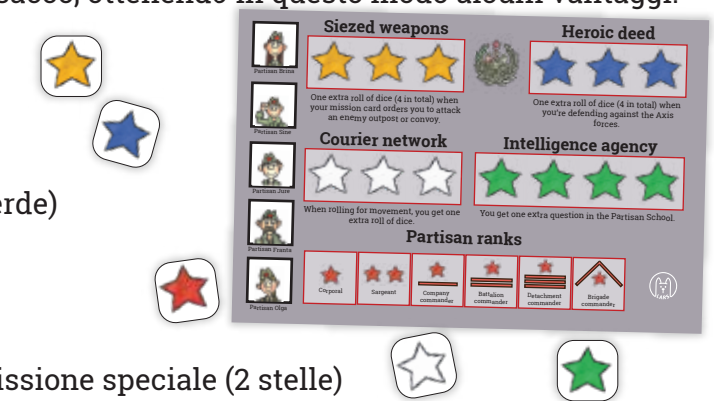 sacco, ottenendo in questo modo alcuni vantaggi.
Siezed weapons
Heroic deed
Partisan Brina
One extra roll of dice (4 in total) when
your mission card orders you to attack
an enemy outpost or convoy.
One extra roll of dice (4 in total) when
you're defending against the Axis
forces.
Partisan Sine
Courier network
Intelligence agency
Partisan Jure
When rolling for movement, you get one
extra roll of dice.
You get one extra question in the Partisan School.
erde)
Partisan ranks
Partisan Franta
Corporal
Sargeant
Company
commander
Battalion
commander
Detachment
commander
Brigade
commander
Partisan Olga
issione speciale (2 stelle)